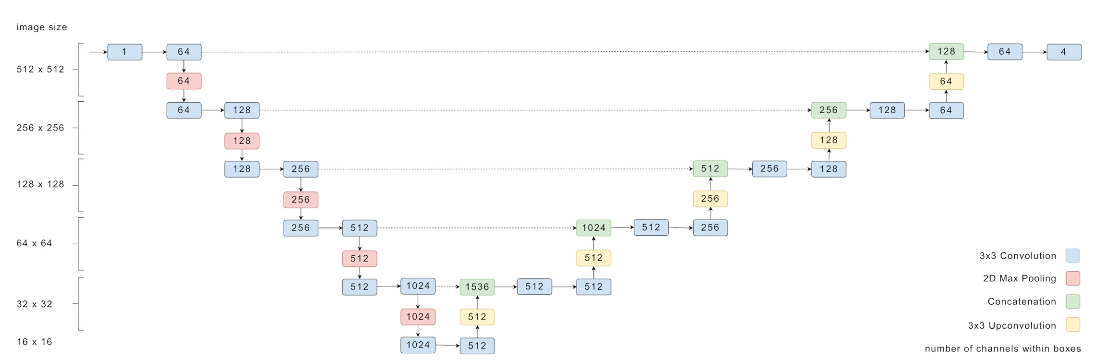 image size
512 x 512
1 64 128 64 4
64 64
256 x 256
64 128 256 128 64
128 128
128 x 128
128 256 512 256 128
256 256
64 x 64
256 512 1024 512 256
512 512
32 x 32
512 1024 1536 512 512
1024 512
16 x 16
1024 512
3x3 Convolution
2D Max Pooling
Concatenation
3x3 Upconvolution
number of channels within boxes